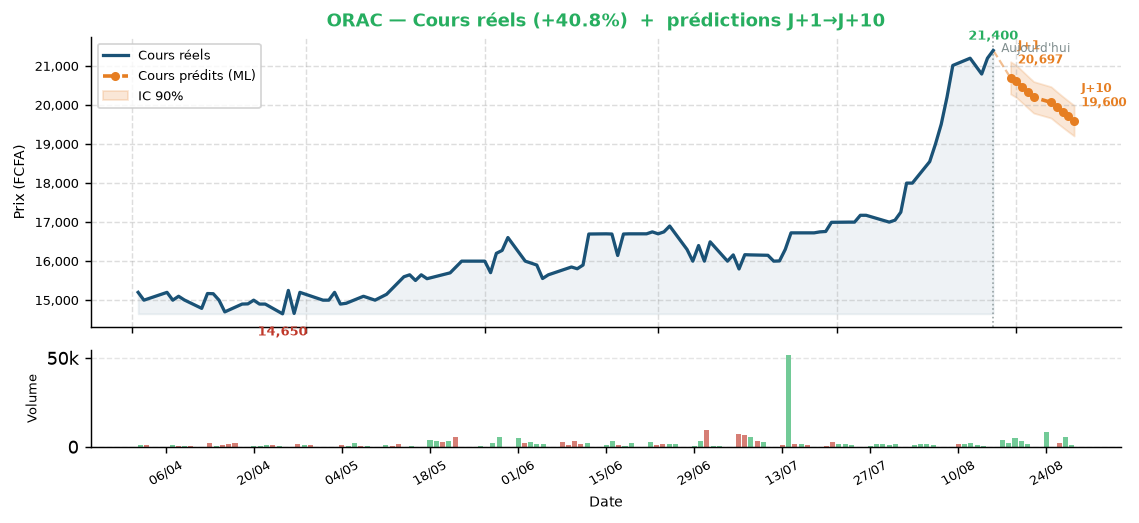 ORAC — Cours réels (+40.8%)  +  prédictions J+1→J+10
Cours réels
Cours prédits (ML)
IC 90%
21,400
Aujourd'hui
J+1
20,697
J+10
19,600
14,650
Prix (FCFA)
21,000
20,000
19,000
18,000
17,000
16,000
15,000
Volume
50k
0
06/04
20/04
04/05
18/05
01/06
15/06
29/06
13/07
27/07
10/08
24/08
Date